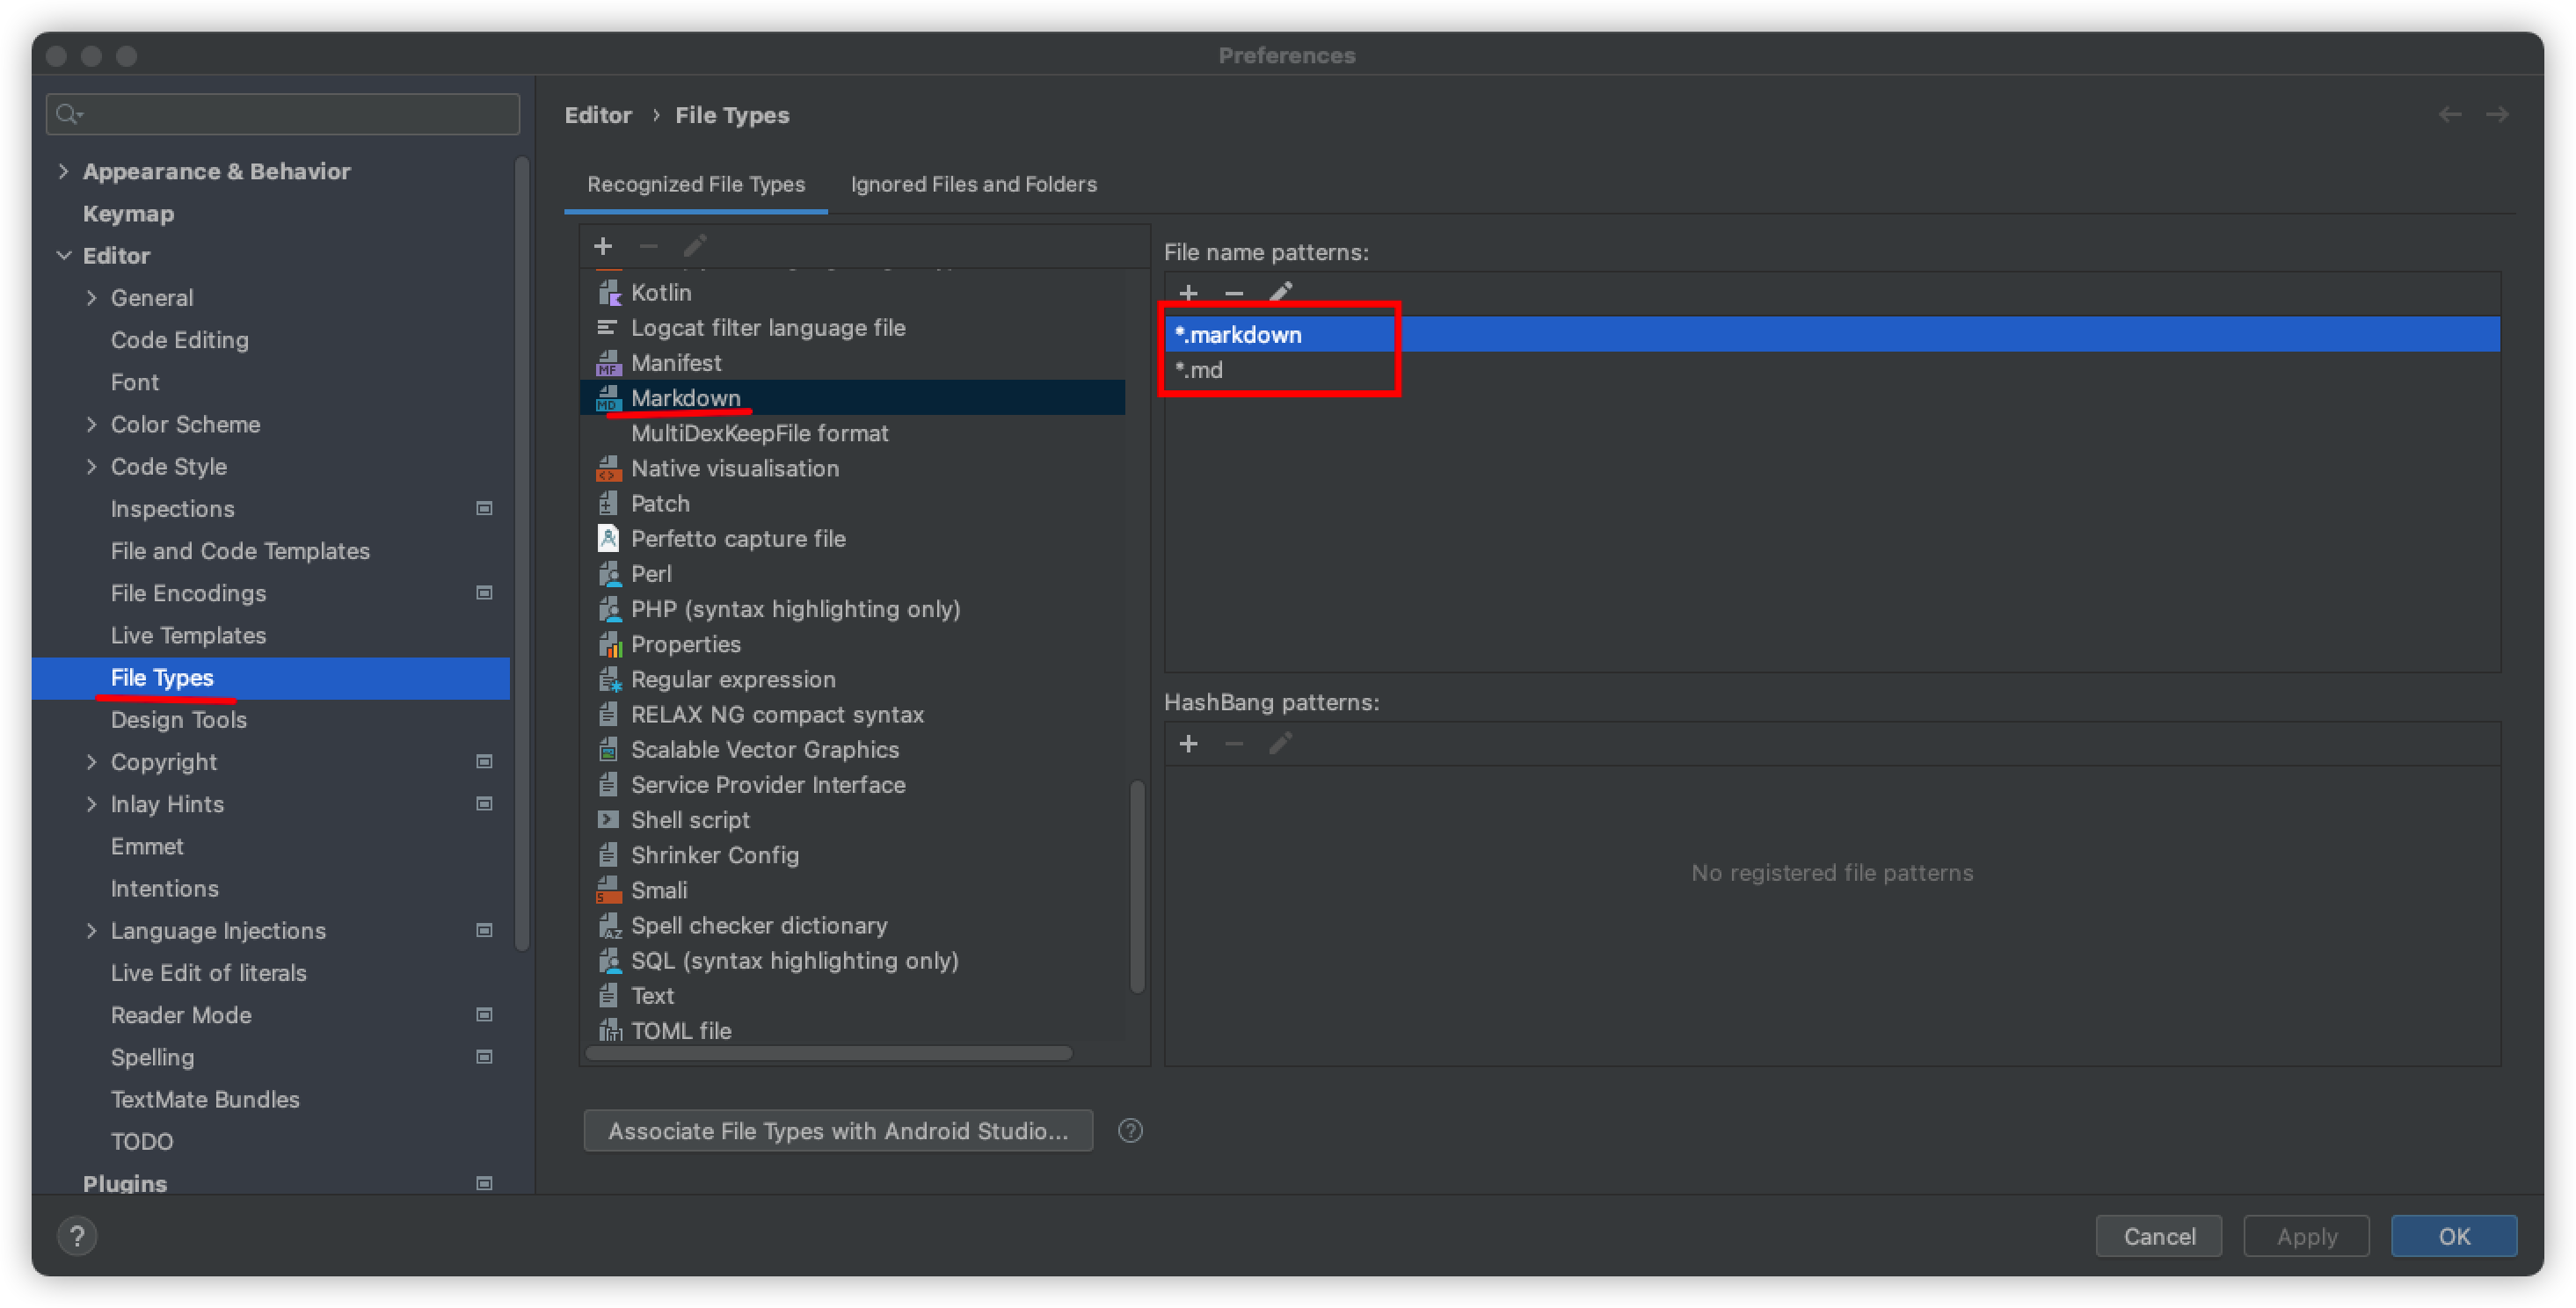 Preferences
Appearance & Behavior
Keymap
Editor
General
Code Editing
Font
Color Scheme
Code Style
Inspections
File and Code Templates
File Encodings
Live Templates
File Types
Design Tools
Copyright
Inlay Hints
Emmet
Intentions
Language Injections
Live Edit of literals
Reader Mode
Spelling
TextMate Bundles
TODO
Plugins
Editor › File Types
Recognized File Types
Ignored Files and Folders
Kotlin
Logcat filter language file
Manifest
Markdown
MultiDexKeepFile format
Native visualisation
Patch
Perfetto capture file
Perl
PHP (syntax highlighting only)
Properties
Regular expression
RELAX NG compact syntax
Scalable Vector Graphics
Service Provider Interface
Shell script
Shrinker Config
Smali
Spell checker dictionary
SQL (syntax highlighting only)
Text
TOML file
Associate File Types with Android Studio...
File name patterns:
*.markdown
*.md
HashBang patterns:
No registered file patterns
Cancel
Apply
OK